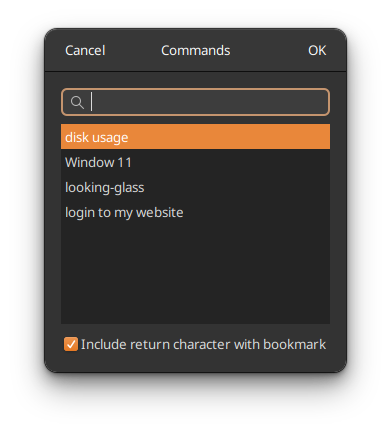 Cancel Commands OK
disk usage
Window 11
looking-glass
login to my website
Include return character with bookmark